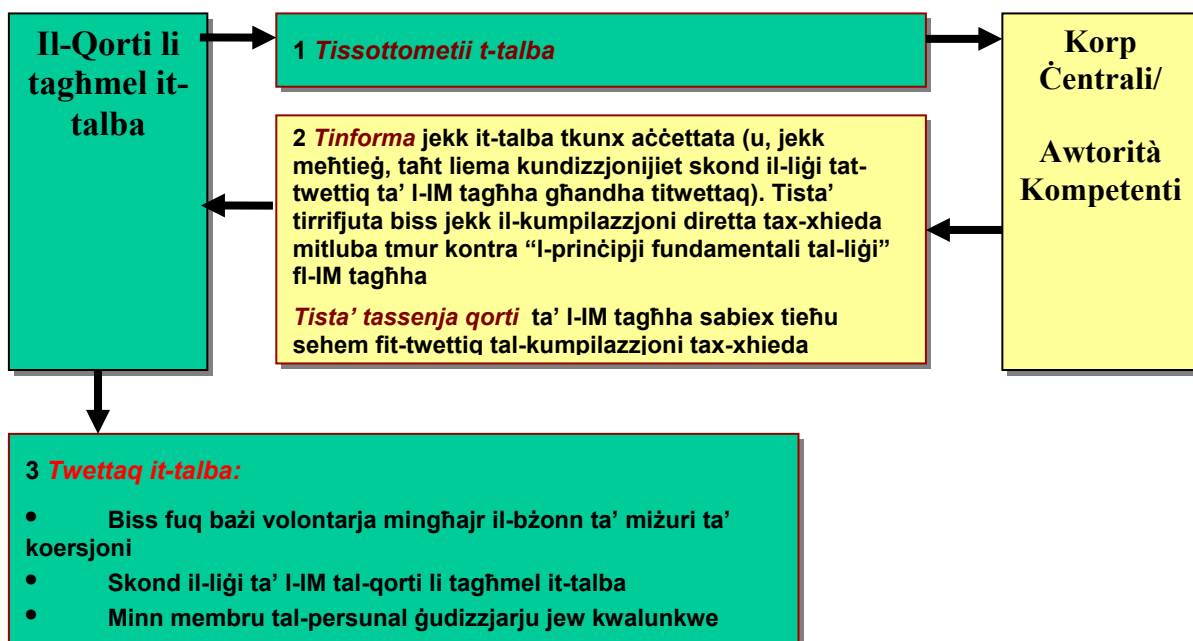 Il-Qorti li
tagħmel it-
talba
1 Tissottometii t-talba
Korp
Ċentrali/
Awtorità
Kompetenti
2 Tinforma jekk it-talba tkunx aċċettata (u, jekk
meħtieġ, taħt liema kundizzjonijiet skond il-liġi tat-
twettiq ta’ l-IM tagħha għandha titwettaq). Tista’
tirrifjuta biss jekk il-kumpilazzjoni diretta tax-xhieda
mitluba tmur kontra “l-prinċipji fundamentali tal-liġi”
fl-IM tagħha
Tista’ tassenja qorti ta’ l-IM tagħha sabiex tieħu
sehem fit-twettiq tal-kumpilazzjoni tax-xhieda
3 Twettaq it-talba:
• Biss fuq bażi volontarja mingħajr il-bżonn ta’ miżuri ta’
koersjoni
• Skond il-liġi ta’ l-IM tal-qorti li tagħmel it-talba
• Minn membru tal-persunal ġudizzjarju jew kwalunkwe